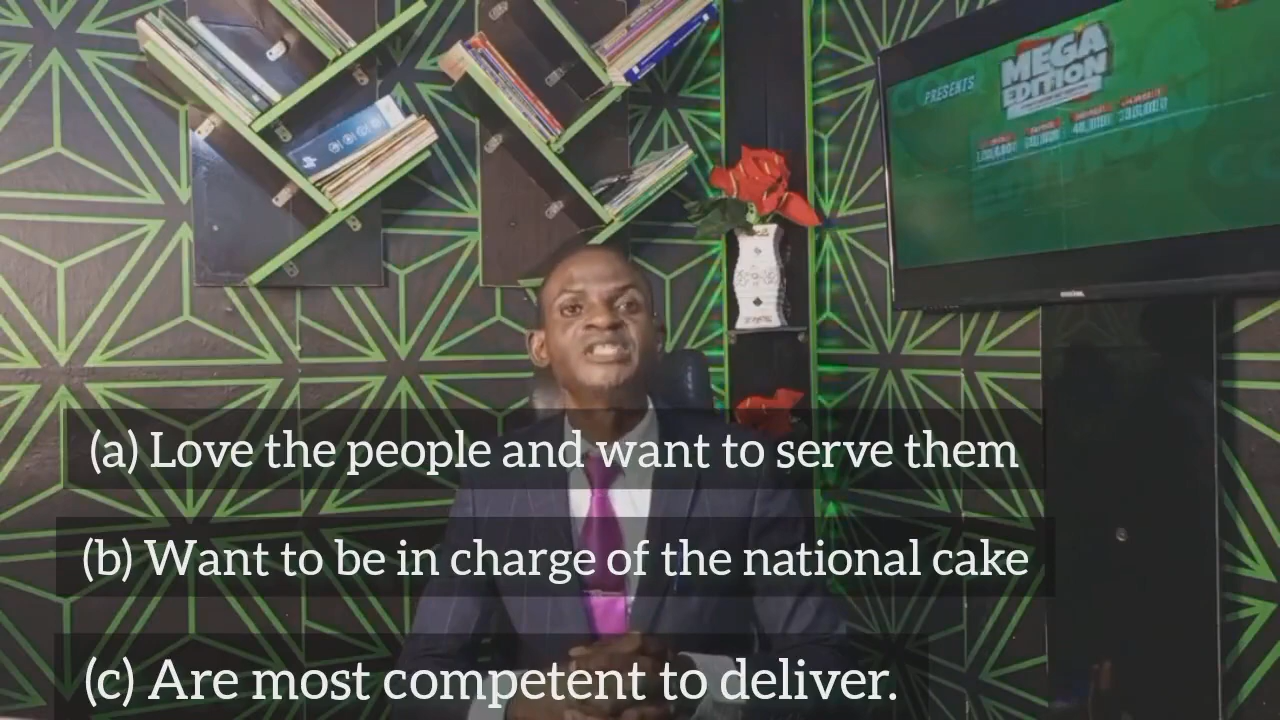 PRESENTS
MEGA
EDITION
(a) Love the people and want to serve them
(b) Want to be in charge of the national cake
(c) Are most competent to deliver.